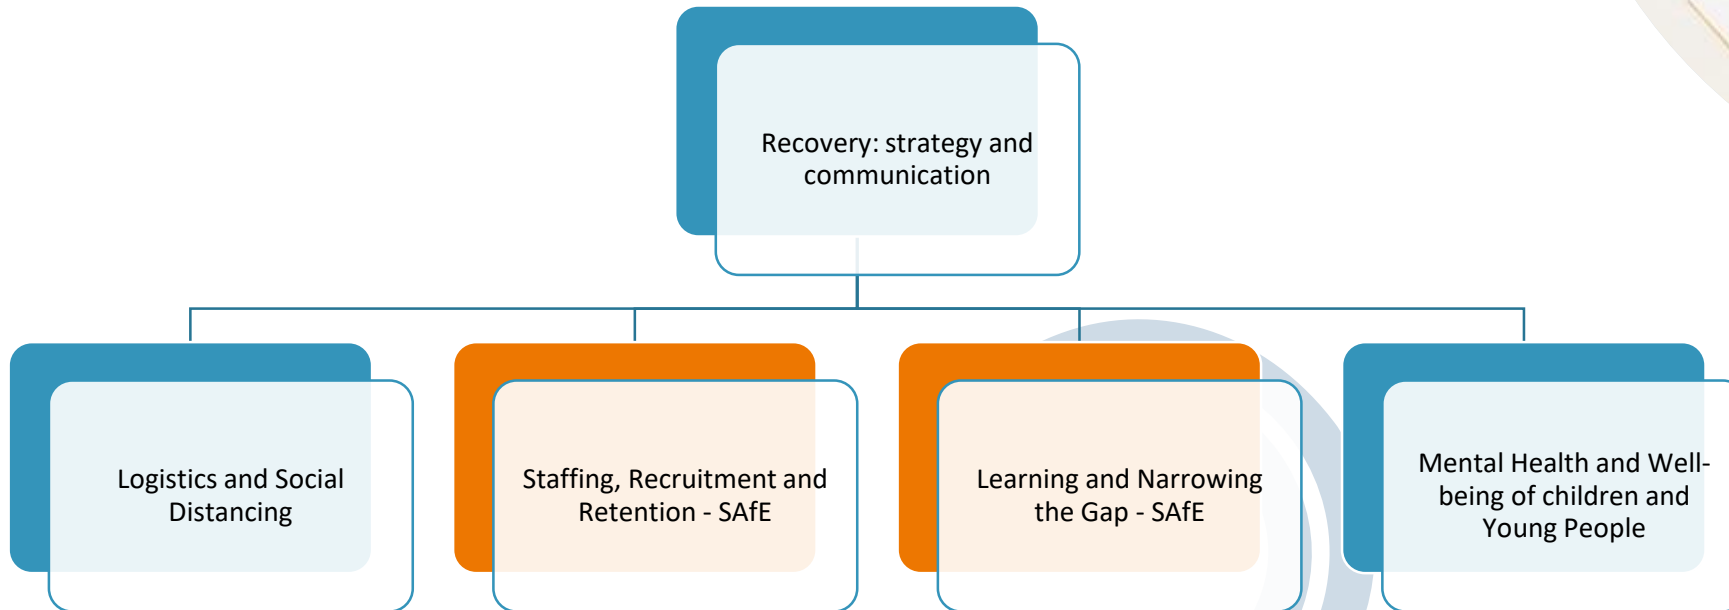 Recovery: strategy and
communication
Logistics and Social
Distancing
Staffing, Recruitment and
Retention - SAfE
Learning and Narrowing
the Gap - SAfE
Mental Health and Well-
being of children and
Young People